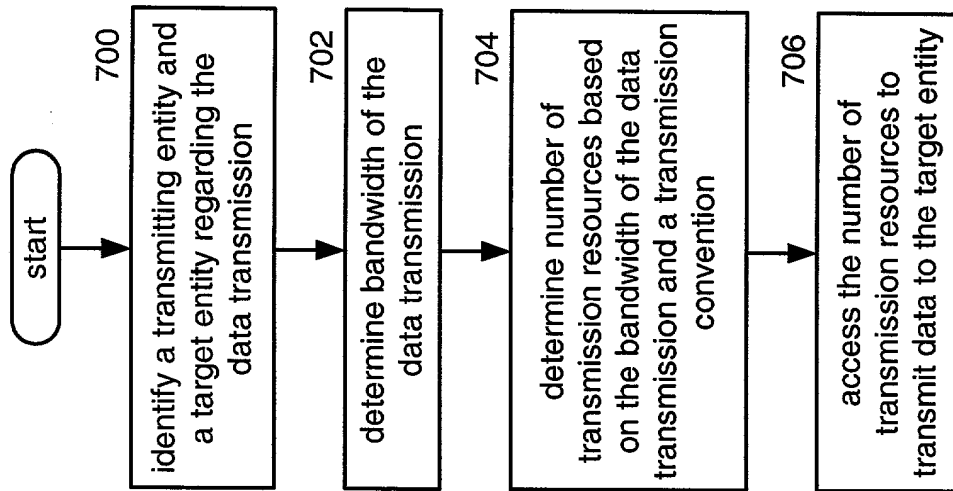 start
700
identify a transmitting entity and
a target entity regarding the
data transmission
702
determine bandwidth of the
data transmission
704
determine number of
transmission resources based
on the bandwidth of the data
transmission and a transmission
convention
706
access the number of
transmission resources to
transmit data to the target entity